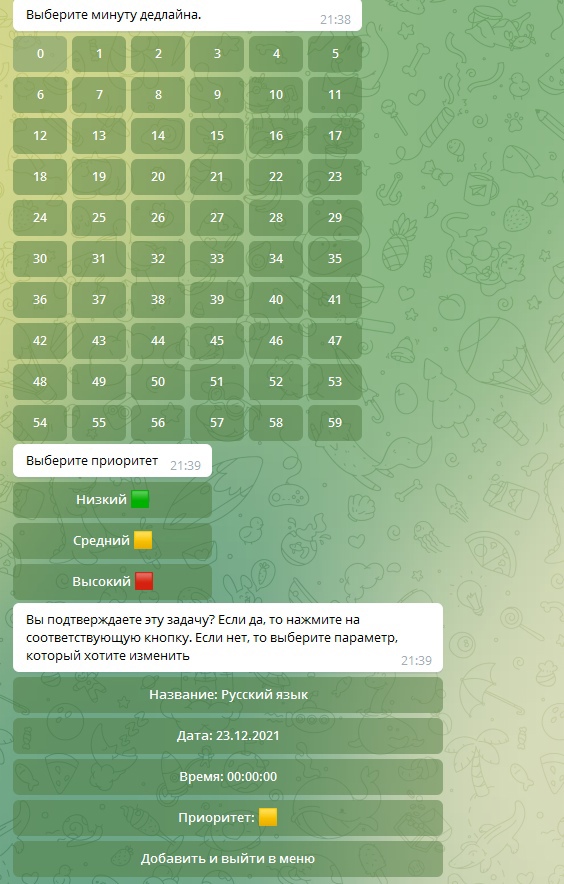 Выберите минуту дедлайна.
21:38
0 1 2 3 4 5
6 7 8 9 10 11
12 13 14 15 16 17
18 19 20 21 22 23
24 25 26 27 28 29
30 31 32 33 34 35
36 37 38 39 40 41
42 43 44 45 46 47
48 49 50 51 52 53
54 55 56 57 58 59
Выберите приоритет 21:39
Низкий
Средний
Высокий
Вы подтверждаете эту задачу? Если да, то нажмите на
соответствующую кнопку. Если нет, то выберите параметр,
который хотите изменить
21:39
Название: Русский язык
Дата: 23.12.2021
Время: 00:00:00
Приоритет:
Добавить и выйти в меню